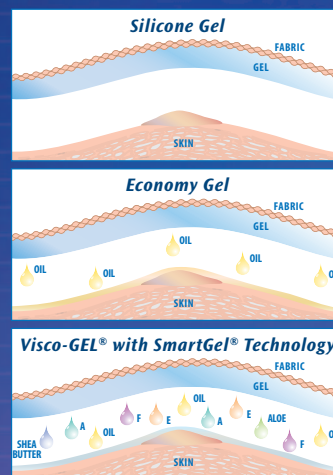 Silicone Gel
FABRIC
GEL
SKIN
Economy Gel
FABRIC
GEL
OIL
OIL
OIL
OIL
O
SKIN
Visco-GEL® with SmartGel® Technology
FABRIC
GEL
OIL
E
F
E
A
ALOE
A
SHEA
BUTTER
OIL
F
O
SKIN